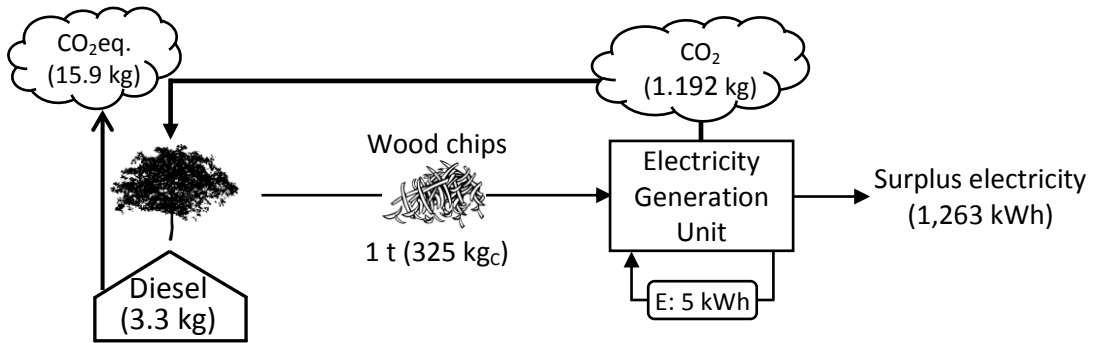 CO₂eq.
(15.9 kg)
CO₂
(1.192 kg)
Wood chips
1 t (325 kg_C)
Electricity
Generation
Unit
Surplus electricity
(1,263 kWh)
E: 5 kWh
Diesel
(3.3 kg)